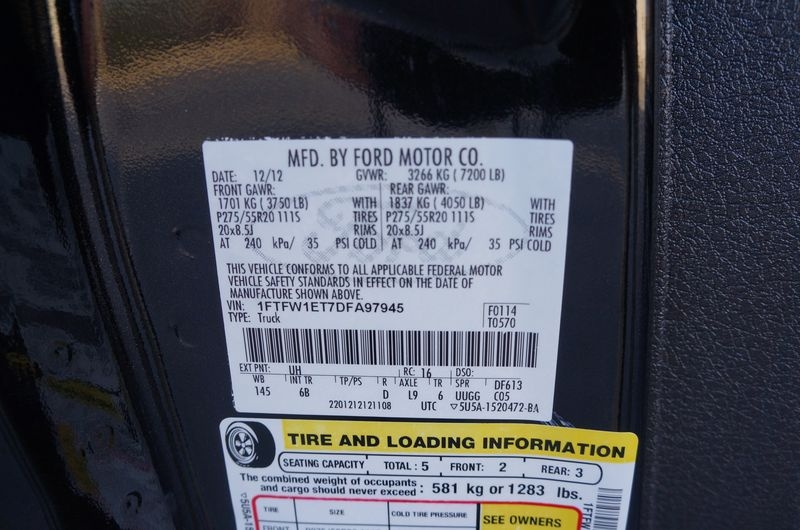 MFD. BY FORD MOTOR CO.
DATE: 12/12 GVWR: 3266 KG ( 7200 LB)
FRONT GAWR: REAR GAWR:
1701 KG ( 3750 LB) WITH 1837 KG ( 4050 LB) WITH
P275/55R20 111S TIRES P275/55R20 111S TIRES
20x8.5J RIMS 20x8.5J RIMS
AT 240 kPa/ 35 PSI COLD AT 240 kPa/ 35 PSI COLD
THIS VEHICLE CONFORMS TO ALL APPLICABLE FEDERAL MOTOR
VEHICLE SAFETY STANDARDS IN EFFECT ON THE DATE OF
MANUFACTURE SHOWN ABOVE.
VIN: 1FTFW1ET7DFA97945 F0114
TYPE: Truck T0570
EXT PNT: UH RC: 16 DSO:
WB INT TR TP/PS R AXLE TR SPR DF613
145 6B D L9 6 UUGG C05
2201212121108 UTC ▽5U5A-1520472-BA
TIRE AND LOADING INFORMATION
SEATING CAPACITY TOTAL : 5 FRONT: 2 REAR: 3
The combined weight of occupants
and cargo should never exceed : 581 kg or 1283 lbs.
TIRE SIZE COLD TIRE PRESSURE SEE OWNERS
FRONT